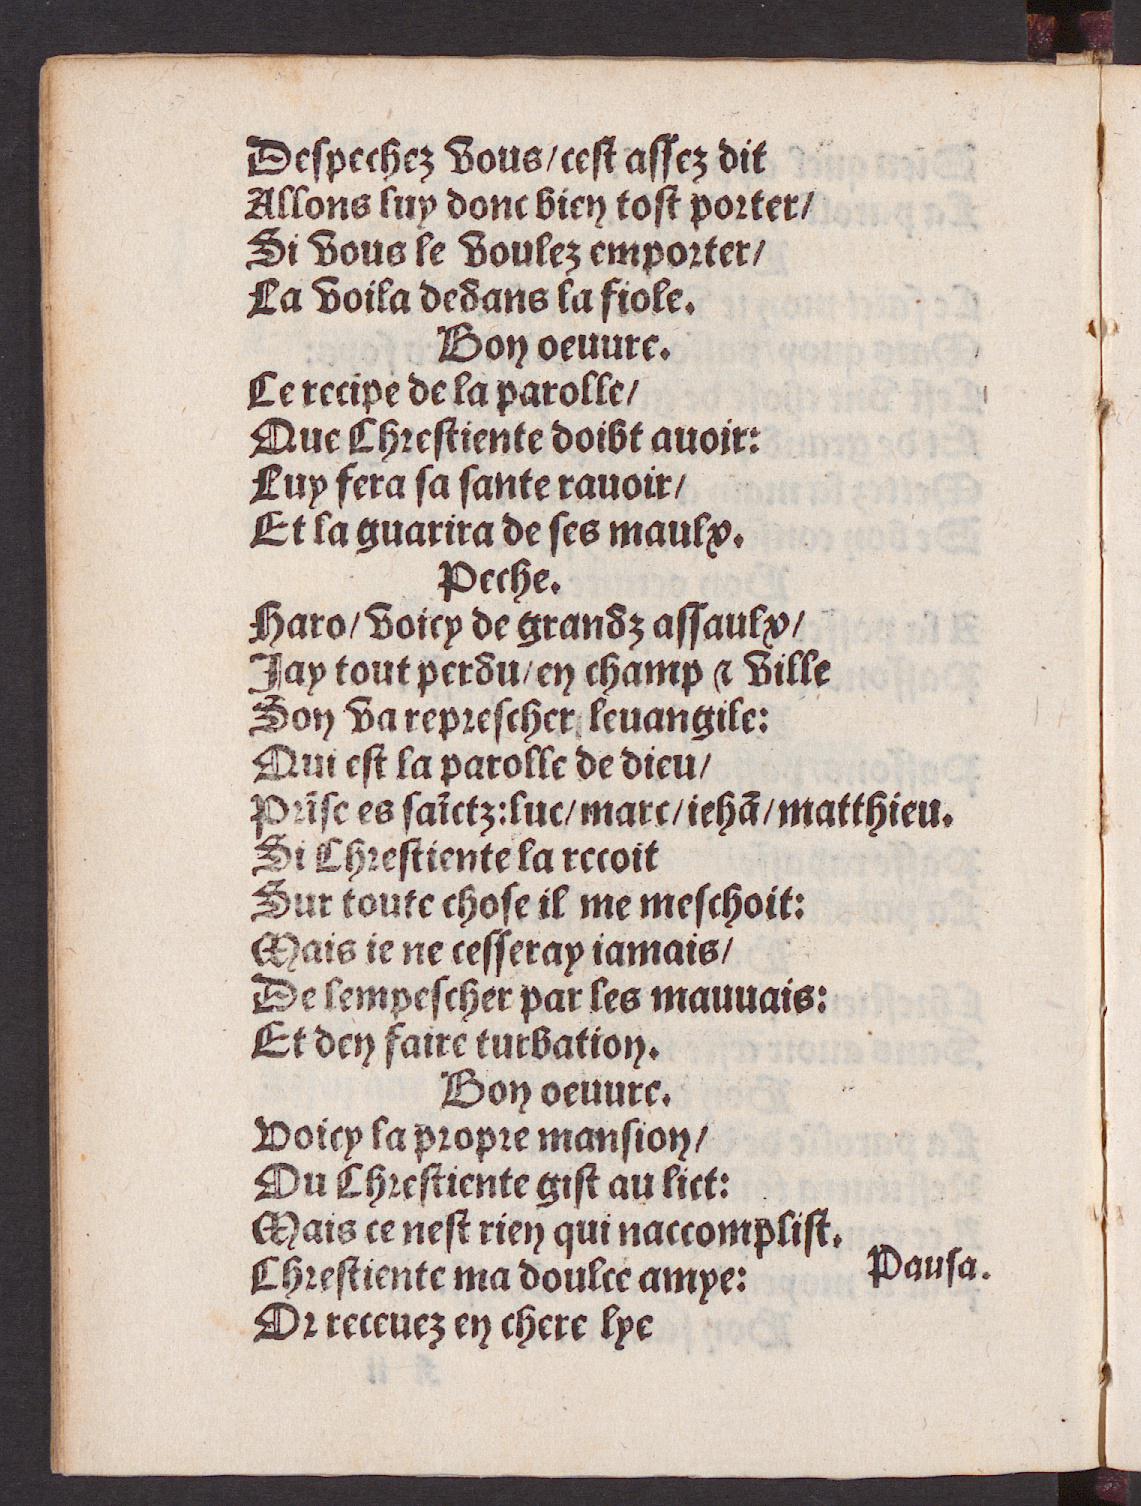 Despechez vous/cest assez dit
Allons luy donc bien tost porter/
Si vous le voulez emporter/
La voila dedans la fiole.
Bon oeuure.
Le recipe de la parolle/
Que Chrestiente doibt auoir:
Luy fera sa sante rauoir/
Et la guarira de ses maulx.
Peche.
Haro/ voicy de grandz assaulx/
Jay tout perdu/en champ ⁊ ville
Son va represcher leuangile:
Qui est la parolle de dieu/
Prīse es saīctz:luc/marc/iehā/matthieu.
Si Chrestiente la recoit
Sur toute chose il me meschoit:
Mais ie ne cesseray iamais/
De lempescher par les mauuais:
Et den faire turbation.
Bon oeuure.
Voicy la propre mansion/
Ou Chrestiente gist au lict:
Mais ce nest rien qui naccomplist.
Pausa.
Chrestiente ma doulce amye:
Or receuez en chere lye